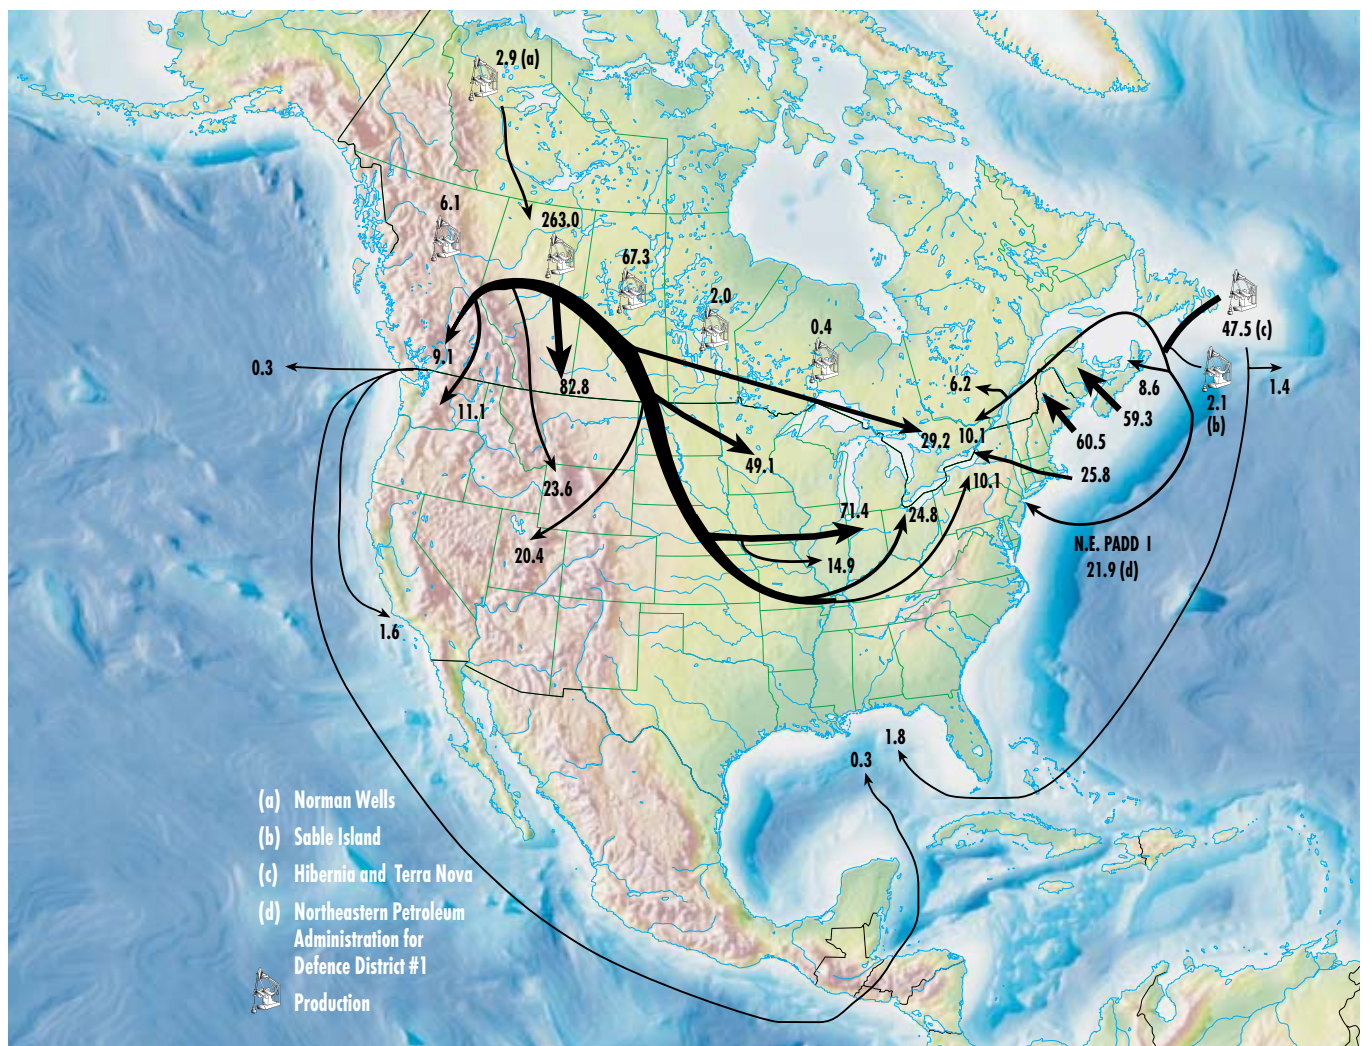 2.9 (a)
6.1
263.0
67.3
2.0
0.4
47.5 (c)
0.3
9.1
11.1
82.8
6.2
8.6
1.4
2.1
(b)
59.3
60.5
29.2
10.1
49.1
25.8
10.1
23.6
71.4
24.8
20.4
14.9
N.E. PADD I
21.9 (d)
1.6
1.8
0.3
(a) Norman Wells
(b) Sable Island
(c) Hibernia and Terra Nova
(d) Northeastern Petroleum
Administration for
Defence District #1
Production